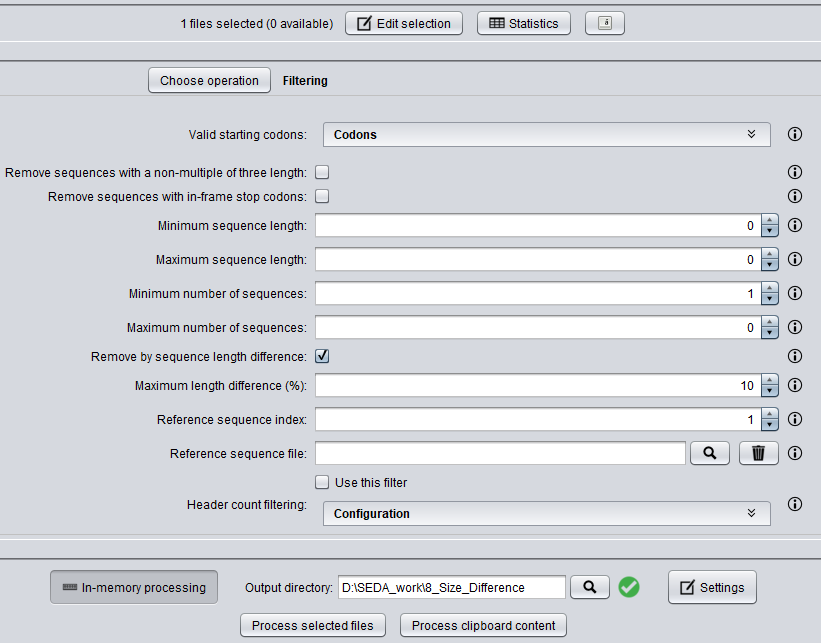 1 files selected (0 available) Edit selection Statistics a
Choose operation Filtering
Valid starting codons: Codons
Remove sequences with a non-multiple of three length:
Remove sequences with in-frame stop codons:
Minimum sequence length: 0
Maximum sequence length: 0
Minimum number of sequences: 1
Maximum number of sequences: 0
Remove by sequence length difference:
Maximum length difference (%): 10
Reference sequence index: 1
Reference sequence file:
Use this filter
Header count filtering: Configuration
In-memory processing Output directory: D:\SEDA_work\8_Size_Difference Settings
Process selected files Process clipboard content